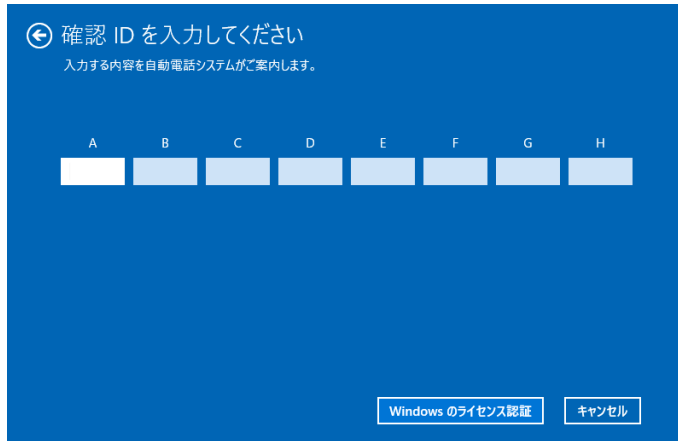 確認 ID を入力してください
入力する内容を自動電話システムがご案内します。
A B C D E F G H
Windows のライセンス認証 キャンセル